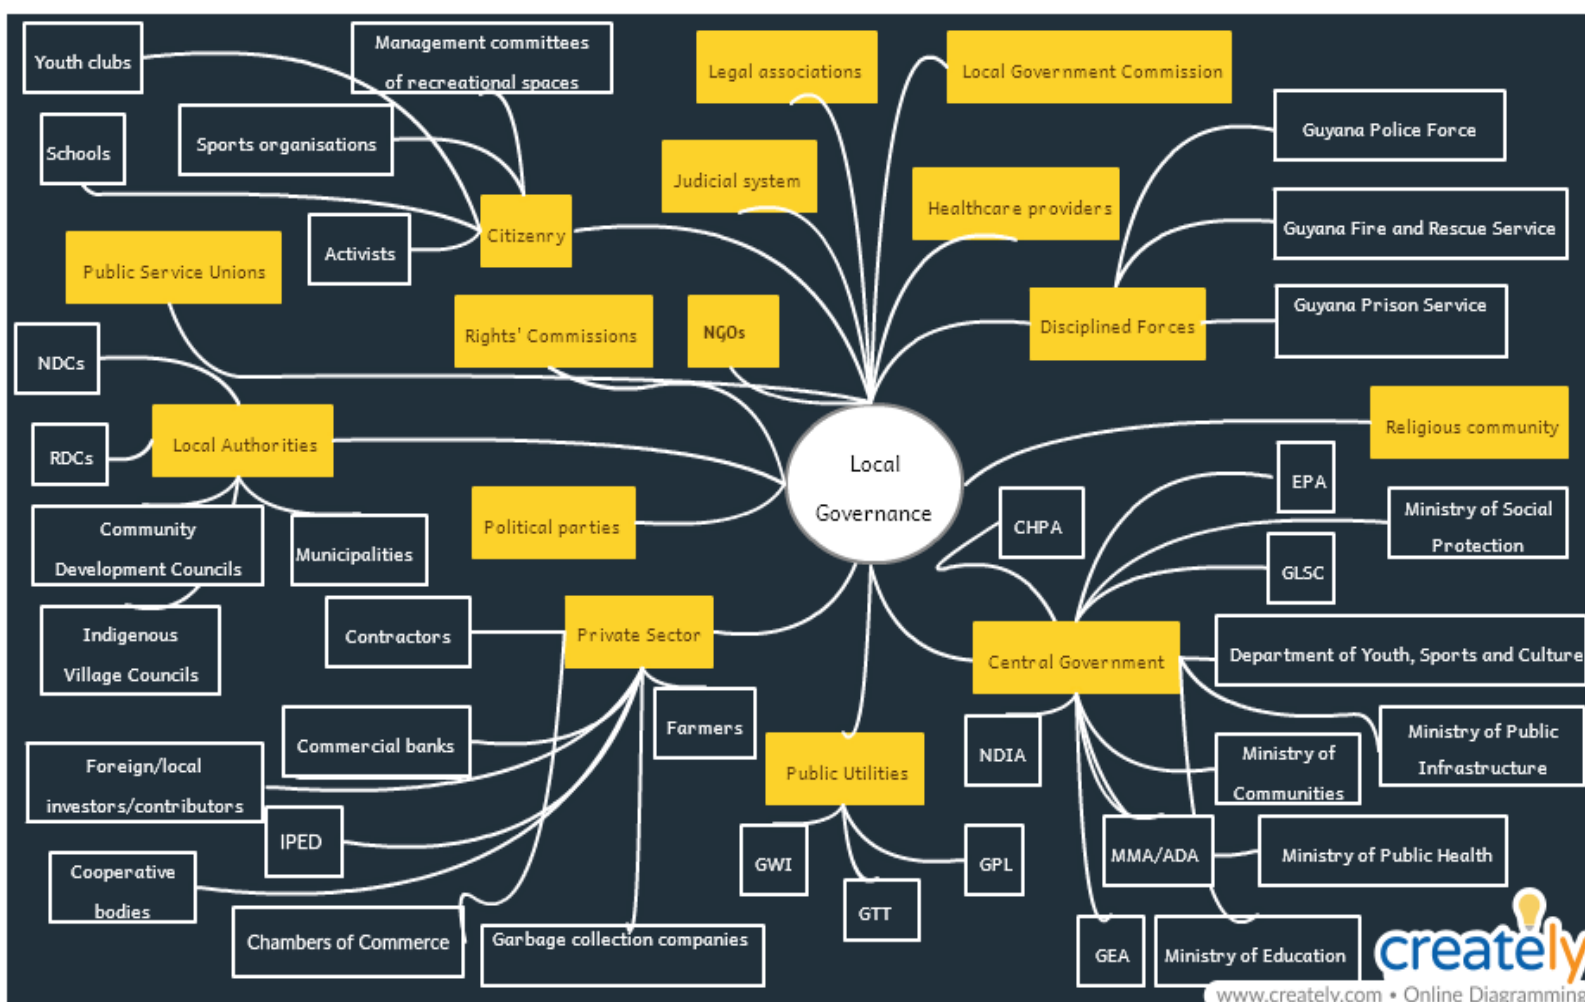 Youth clubs
Management committees
of recreational spaces
Legal associations
Local Government Commission
Schools
Sports organisations
Guyana Police Force
Judicial system
Healthcare providers
Citizenry
Activists
Guyana Fire and Rescue Service
Public Service Unions
Rights' Commissions
NGOs
Disciplined Forces
Guyana Prison Service
NDCs
Local Authorities
RDCs
Religious community
Local
Governance
EPA
Community
Development Councils
Municipalities
Political parties
CHPA
Ministry of Social
Protection
GLSC
Indigenous
Village Councils
Contractors
Private Sector
Central Government
Department of Youth, Sports and Culture
Commercial banks
Farmers
Public Utilities
NDIA
Ministry of
Communities
Ministry of Public
Infrastructure
Foreign/local
investors/contributors
IPED
GWI
GTT
GPL
MMA/ADA
Ministry of Public Health
Cooperative
bodies
Chambers of Commerce
Garbage collection companies
GEA
Ministry of Education
creately
www.creately.com • Online Diagramming